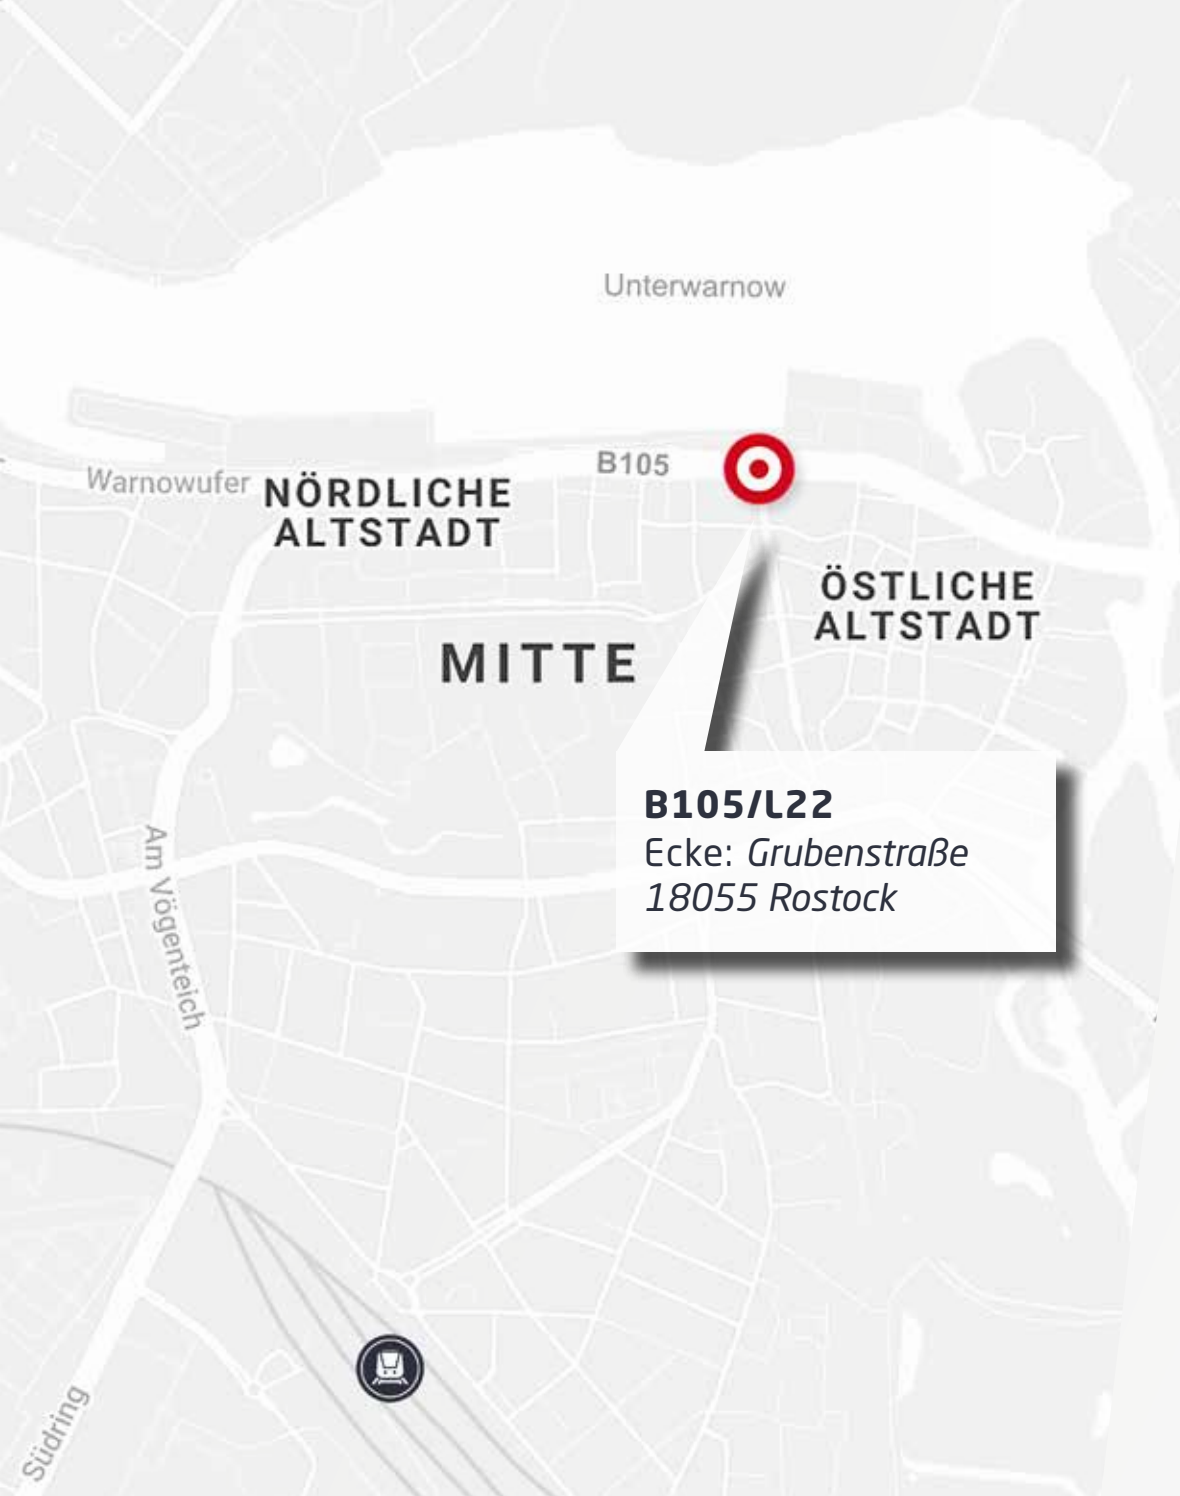 Unterwarnow
B105
Warnowufer
NÖRDLICHE
ALTSTADT
ÖSTLICHE
ALTSTADT
MITTE
B105/L22
Ecke: Grubenstraße
18055 Rostock
Am Vögenteich
Südring